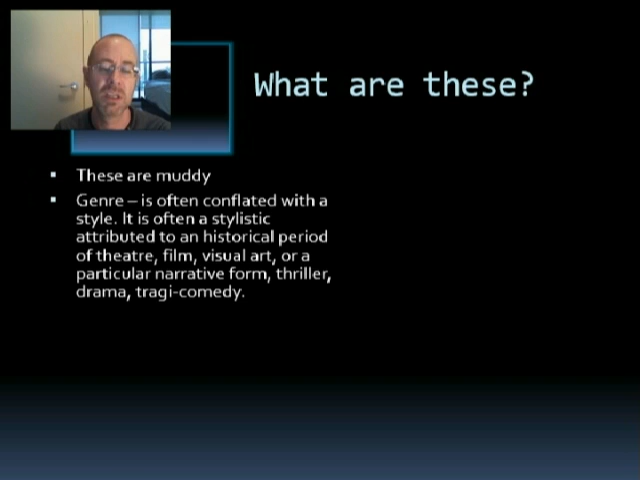 What are these?
These are muddy
Genre – is often conflated with a
style. It is often a stylistic
attributed to an historical period
of theatre, film, visual art, or a
particular narrative form, thriller,
drama, tragi-comedy.